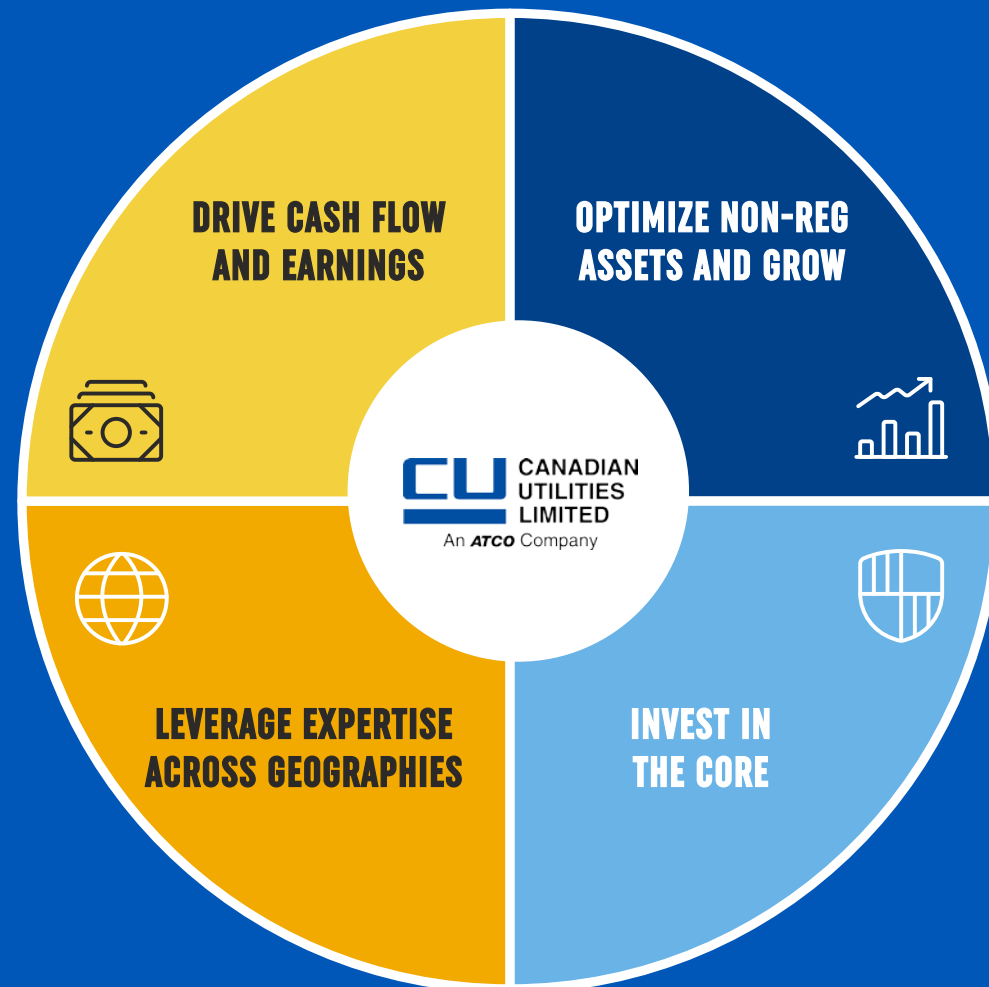 DRIVE CASH FLOW
AND EARNINGS
OPTIMIZE NON-REG
ASSETS AND GROW
CU CANADIAN
UTILITIES
LIMITED
An ATCO Company
LEVERAGE EXPERTISE
ACROSS GEOGRAPHIES
INVEST IN
THE CORE